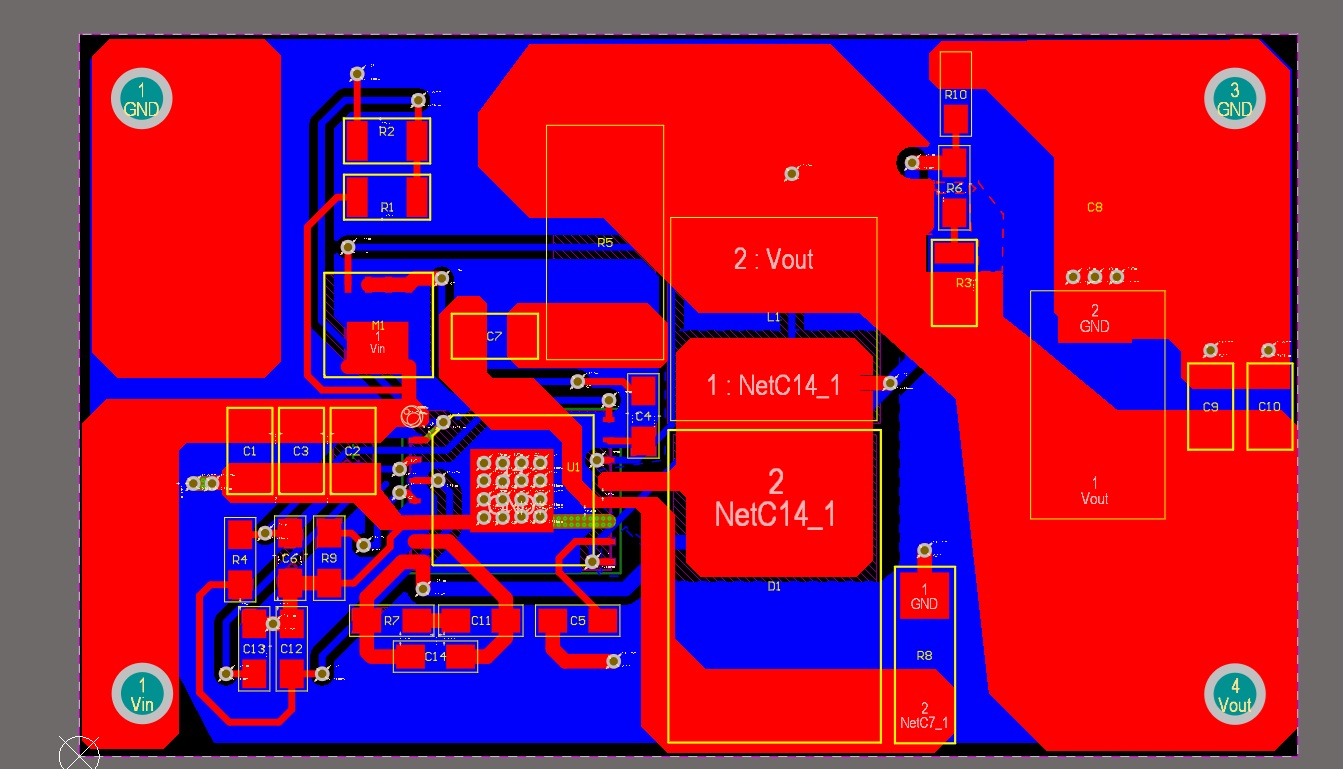 1
GND
R2
R1
R10
3
GND
R6
C8
R5
2 : Vout
R3
M1
1
Vin
C7
L1
2
GND
1 : NetC14_1
C4
C9
C10
C1
C3
C2
U1
2
NetC14_1
1
Vout
R4
C6
R9
D1
1
GND
R7
C11
C5
C13
C12
C14
R8
1
Vin
4
Vout
2
NetC7_1